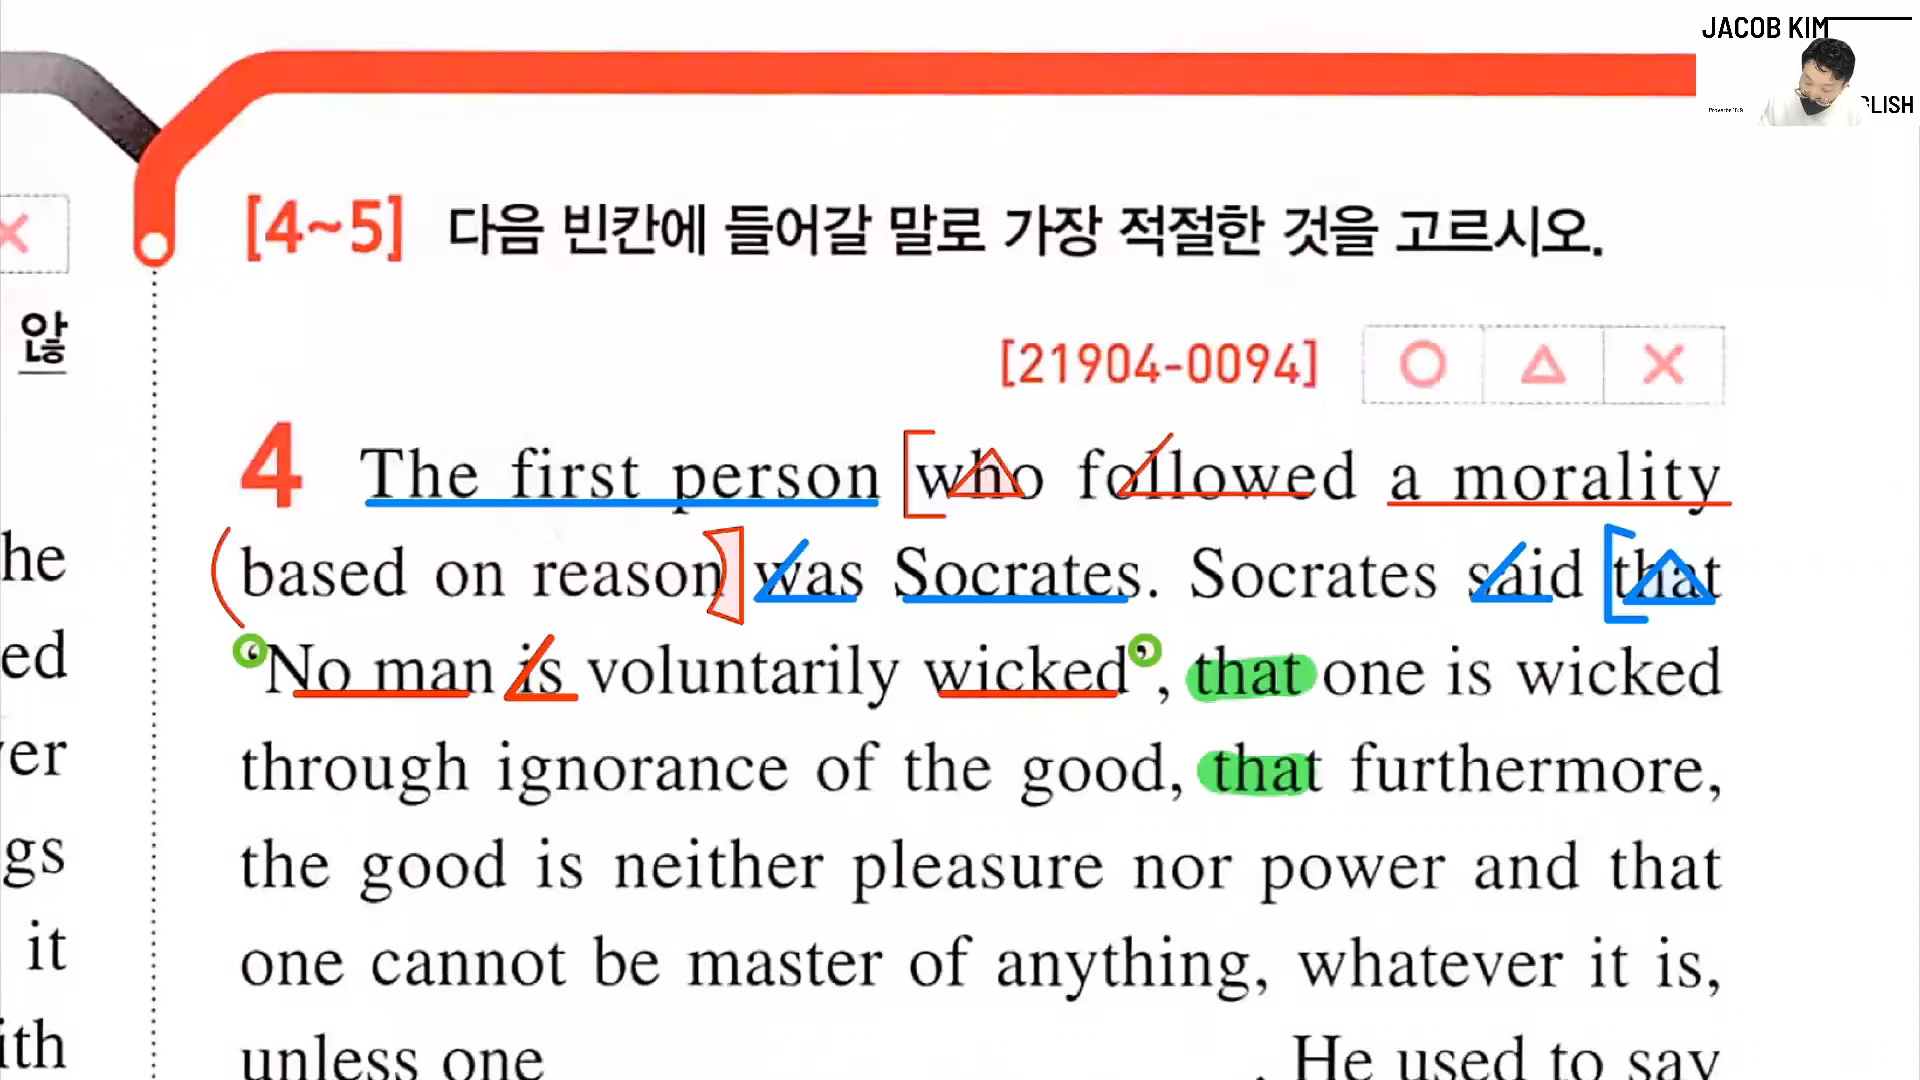 JACOB KIM
GLISH
[4~5] 다음 빈칸에 들어갈 말로 가장 적절한 것을 고르시오.
않
[21904-0094]
4 The first person who followed a morality
he
based on reason was Socrates. Socrates said that
ed
‘No man is voluntarily wicked’, that one is wicked
er
through ignorance of the good, that furthermore,
gs
the good is neither pleasure nor power and that
it
one cannot be master of anything, whatever it is,
ith
unless one . He used to say